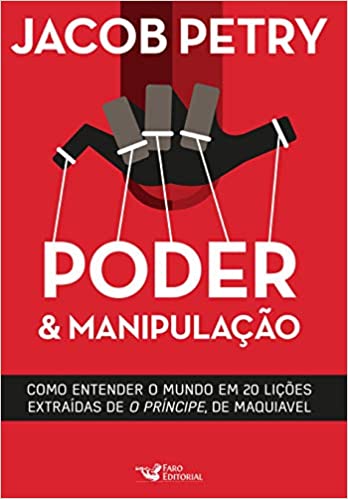 JACOB PETRY
PODER
& MANIPULAÇÃO
COMO ENTENDER O MUNDO EM 20 LIÇÕES
EXTRAÍDAS DE O PRÍNCIPE, DE MAQUIAVEL
FARO
EDITORIAL